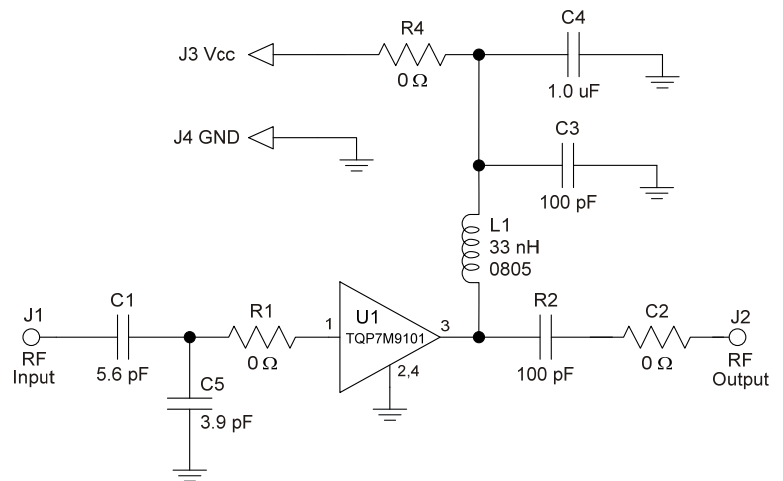 C4
R4
J3 Vcc
0 Ω
1.0 uF
J4 GND
C3
100 pF
L1
33 nH
0805
J1
C1
R1
1
U1
TQP7M9101
3
R2
C2
J2
RF
Input
5.6 pF
0 Ω
2,4
100 pF
0 Ω
RF
Output
C5
3.9 pF